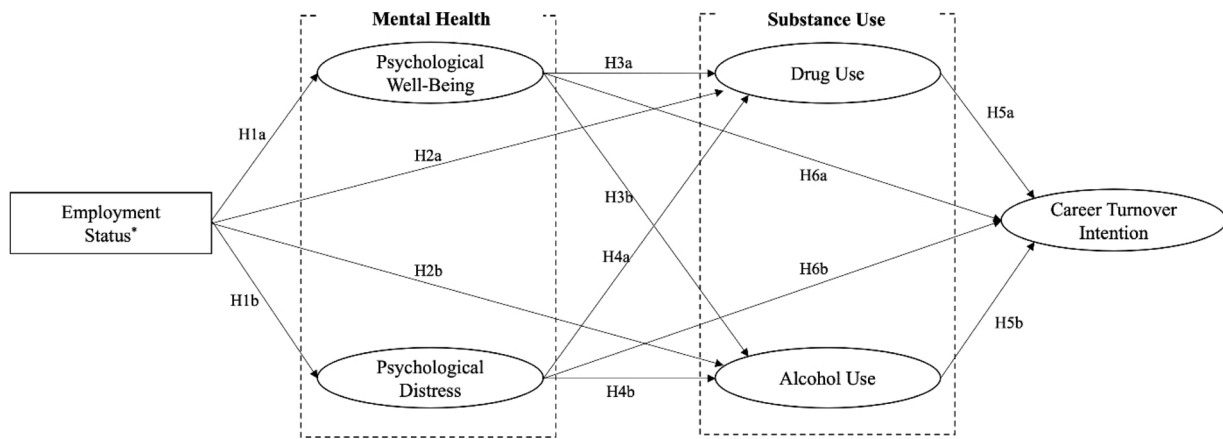 Mental Health
Substance Use
Psychological
Well-Being
H3a
Drug Use
H1a
H2a
H5a
H6a
H3b
Employment
Status*
Career Turnover
Intention
H4a
H2b
H6b
H1b
H5b
Psychological
Distress
H4b
Alcohol Use